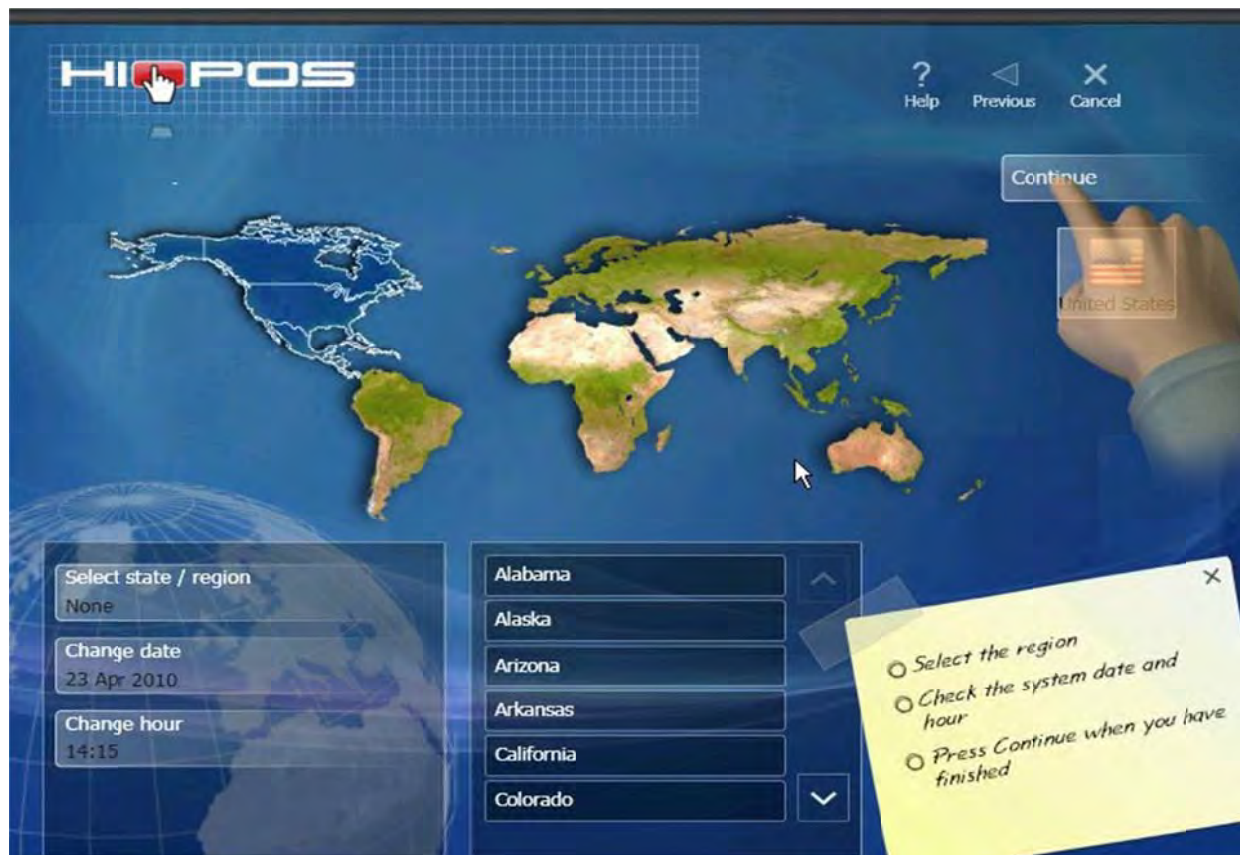 HIOPOS
Help
Previous
Cancel
Continue
United States
Select state / region
None
Change date
23 Apr 2010
Change hour
14:15
Alabama
Alaska
Arizona
Arkansas
California
Colorado
Select the region
Check the system date and
hour
Press Continue when you have
finished